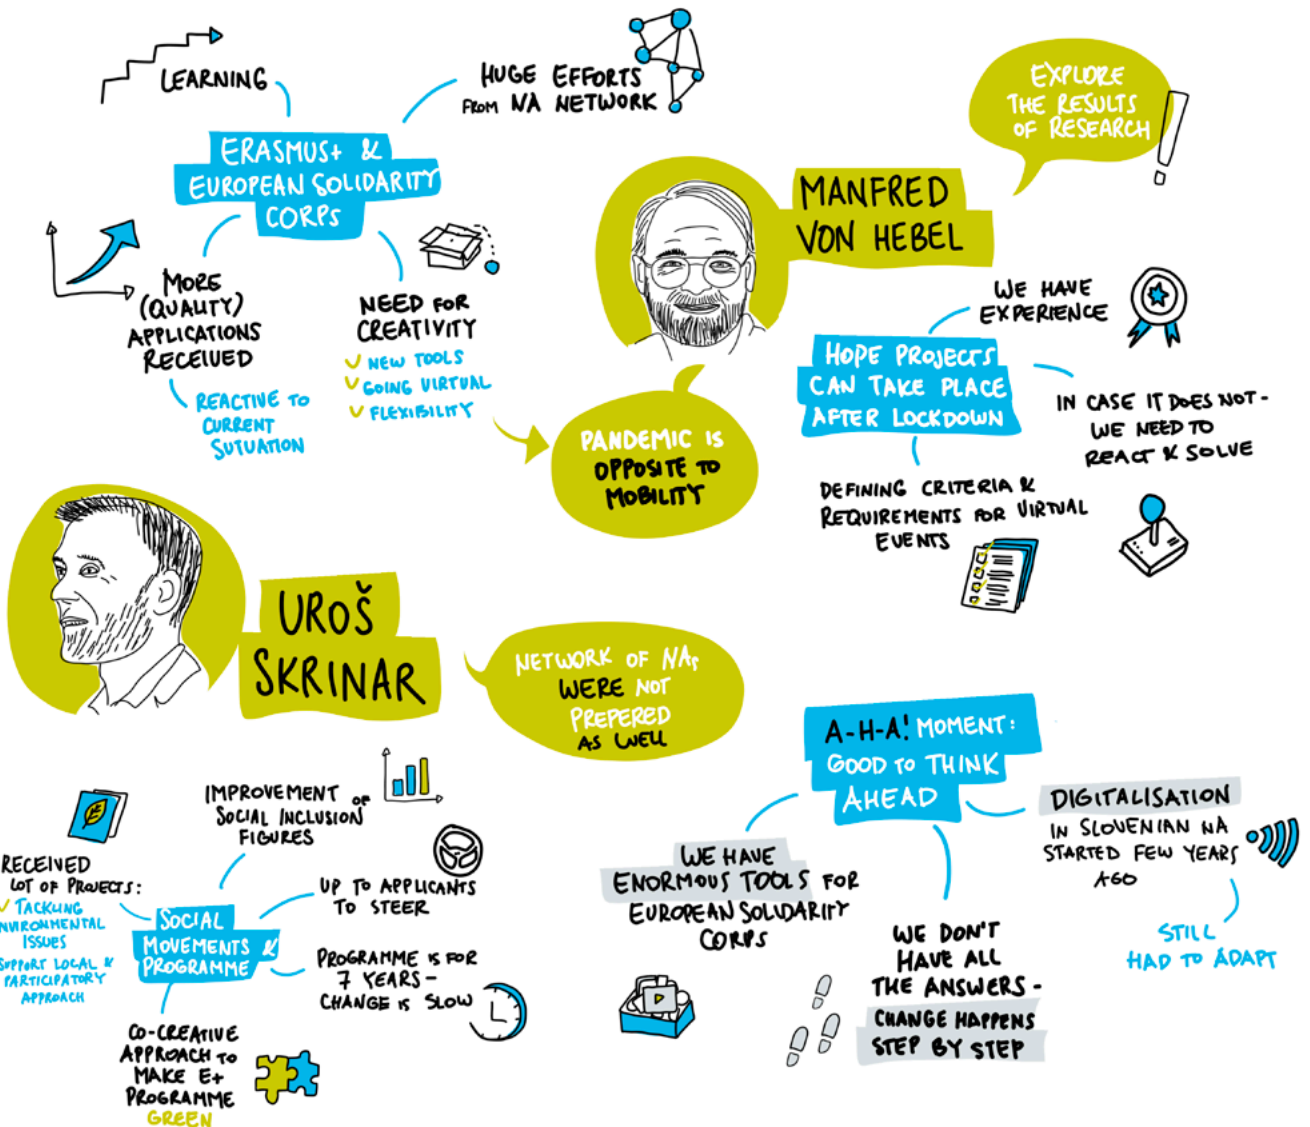 LEARNING
HUGE EFFORTS
FROM NA NETWORK
ERASMUS+ &
EUROPEAN SOLIDARITY
CORPS
MORE
(QUALITY)
APPLICATIONS
RECEIVED
REACTIVE TO
CURRENT
SUTUATION
NEED FOR
CREATIVITY
NEW TOOLS
GOING VIRTUAL
FLEXIBILITY
EXPLORE
THE RESULTS
OF RESEARCH
!
MANFRED
VON HEBEL
PANDEMIC IS
OPPOSITE TO
MOBILITY
WE HAVE
EXPERIENCE
HOPE PROJECTS
CAN TAKE PLACE
AFTER LOCKDOWN
IN CASE IT DOES NOT -
WE NEED TO
REACT & SOLVE
DEFINING CRITERIA &
REQUIREMENTS FOR VIRTUAL
EVENTS
UROŠ
SKRINAR
NETWORK OF NAs
WERE NOT
PREPERED
AS WELL
IMPROVEMENT OF
SOCIAL INCLUSION
FIGURES
RECEIVED
LOT OF PROJECTS:
TACKLING
NVIRONMENTAL
ISSUES
SUPPORT LOCAL &
PARTICIPATORY
APPROACH
SOCIAL
MOVEMENTS &
PROGRAMME
UP TO APPLICANTS
TO STEER
PROGRAMME IS FOR
7 YEARS -
CHANGE IS SLOW
CO-CREATIVE
APPROACH TO
MAKE E+
PROGRAMME
GREEN
A-H-A! MOMENT:
GOOD TO THINK
AHEAD
WE HAVE
ENORMOUS TOOLS FOR
EUROPEAN SOLIDARITY
CORPS
WE DON'T
HAVE ALL
THE ANSWERS -
CHANGE HAPPENS
STEP BY STEP
DIGITALISATION
IN SLOVENIAN NA
STARTED FEW YEARS
AGO
STILL
HAD TO ADAPT